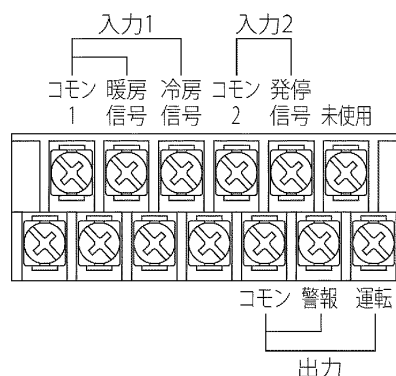 入力1 入力2
コモン 暖房 冷房 コモン 発停
1 信号 信号 2 信号 未使用
コモン 警報 運転
出力